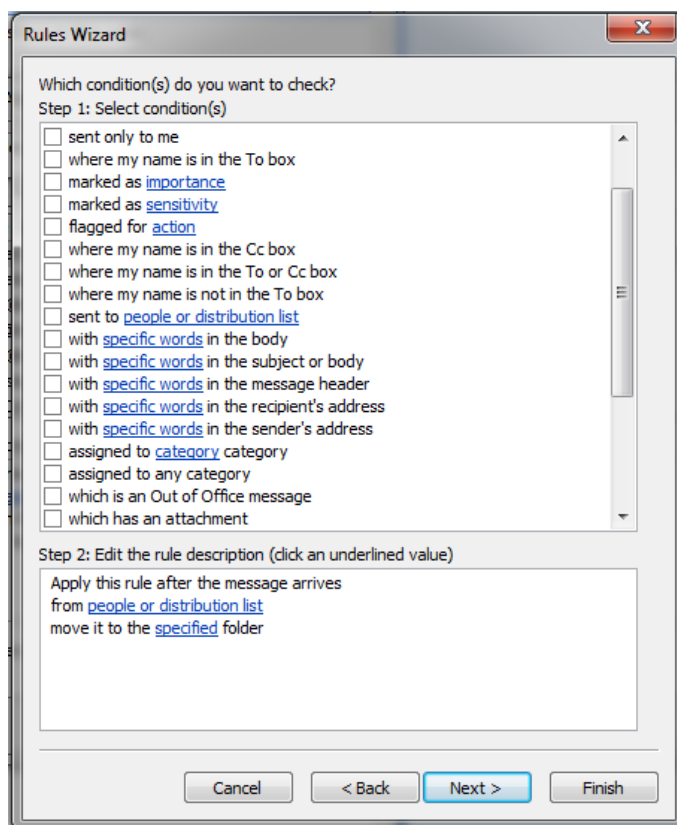 Rules Wizard
Which condition(s) do you want to check?
Step 1: Select condition(s)
sent only to me
where my name is in the To box
marked as importance
marked as sensitivity
flagged for action
where my name is in the Cc box
where my name is in the To or Cc box
where my name is not in the To box
sent to people or distribution list
with specific words in the body
with specific words in the subject or body
with specific words in the message header
with specific words in the recipient's address
with specific words in the sender's address
assigned to category category
assigned to any category
which is an Out of Office message
which has an attachment
Step 2: Edit the rule description (click an underlined value)
Apply this rule after the message arrives
from people or distribution list
move it to the specified folder
Cancel < Back Next > Finish